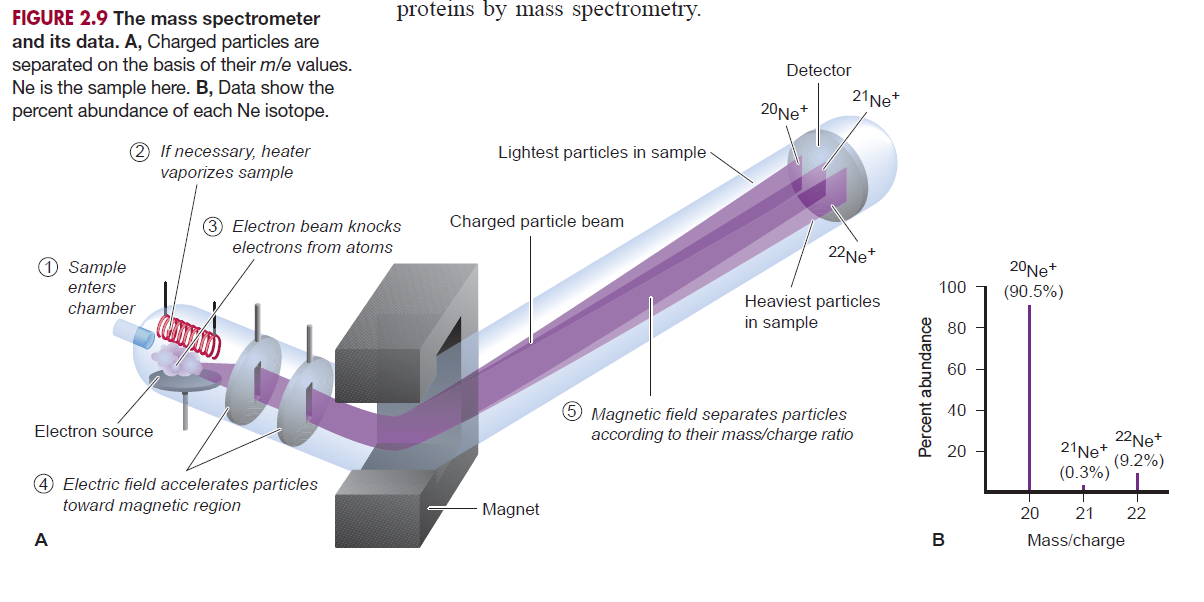 proteins by mass spectrometry.
FIGURE 2.9 The mass spectrometer
and its data. A, Charged particles are
separated on the basis of their m/e values.
Ne is the sample here. B, Data show the
percent abundance of each Ne isotope.
② If necessary, heater
vaporizes sample
③ Electron beam knocks
electrons from atoms
① Sample
enters
chamber
Electron source
④ Electric field accelerates particles
toward magnetic region
A
Lightest particles in sample
Charged particle beam
Detector
²⁰Ne⁺
²¹Ne⁺
²²Ne⁺
Heaviest particles
in sample
⑤ Magnetic field separates particles
according to their mass/charge ratio
Magnet
Percent abundance
100
80
60
40
20
²⁰Ne⁺
(90.5%)
²¹Ne⁺
(0.3%)
²²Ne⁺
(9.2%)
20 21 22
Mass/charge
B